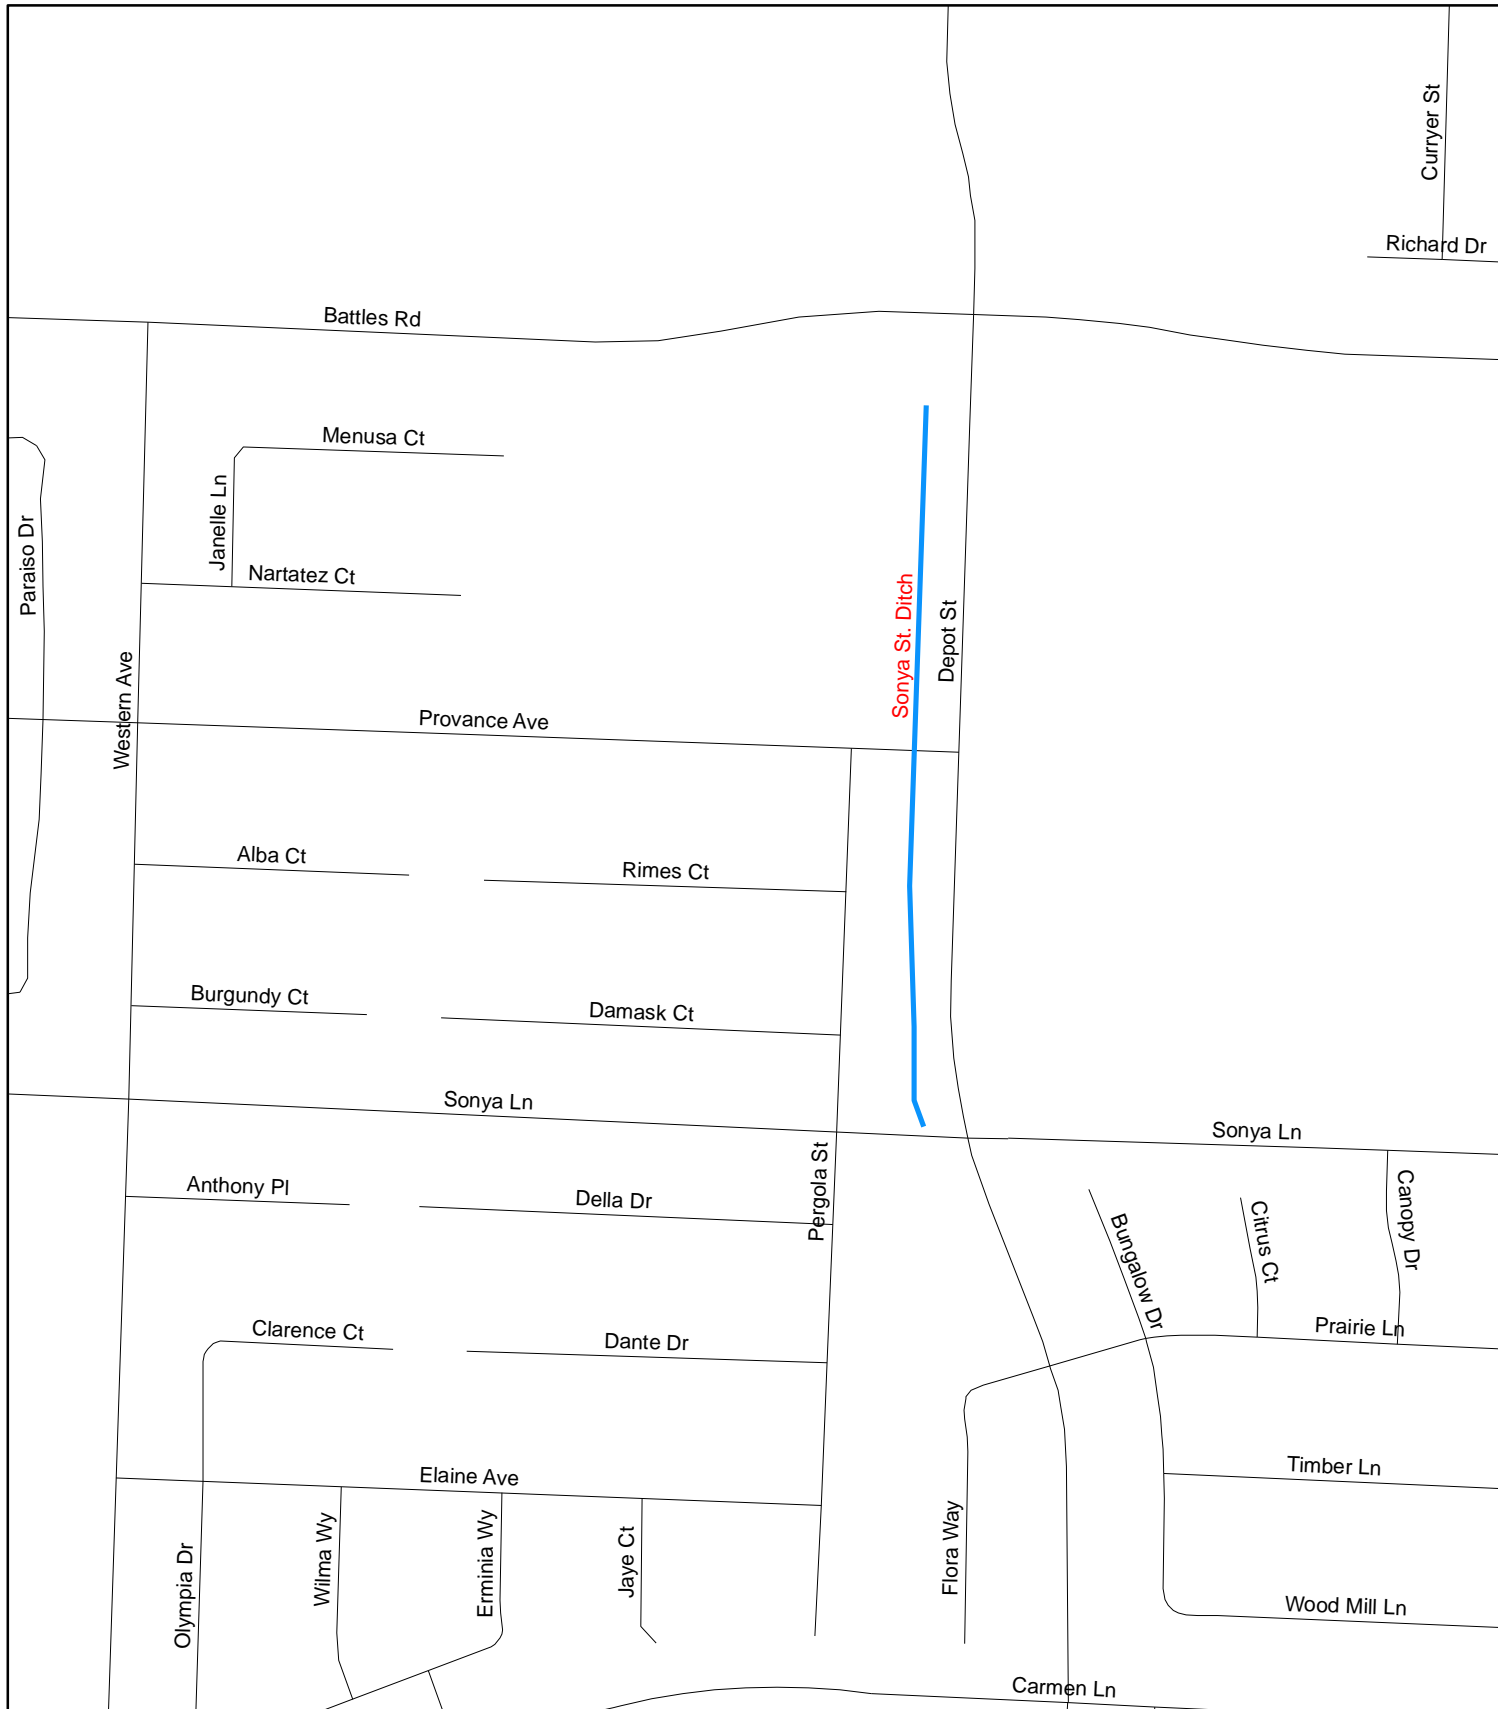 Curryer St
Richard Dr
Battles Rd
Menusa Ct
Janelle Ln
Paraiso Dr
Nartatez Ct
Sonya St. Ditch
Depot St
Western Ave
Provance Ave
Alba Ct
Rimes Ct
Burgundy Ct
Damask Ct
Sonya Ln
Sonya Ln
Pergola St
Anthony Pl
Della Dr
Bungalow Dr
Citrus Ct
Canopy Dr
Clarence Ct
Dante Dr
Prairie Ln
Elaine Ave
Timber Ln
Olympia Dr
Wilma Wy
Erminia Wy
Jaye Ct
Flora Way
Wood Mill Ln
Carmen Ln